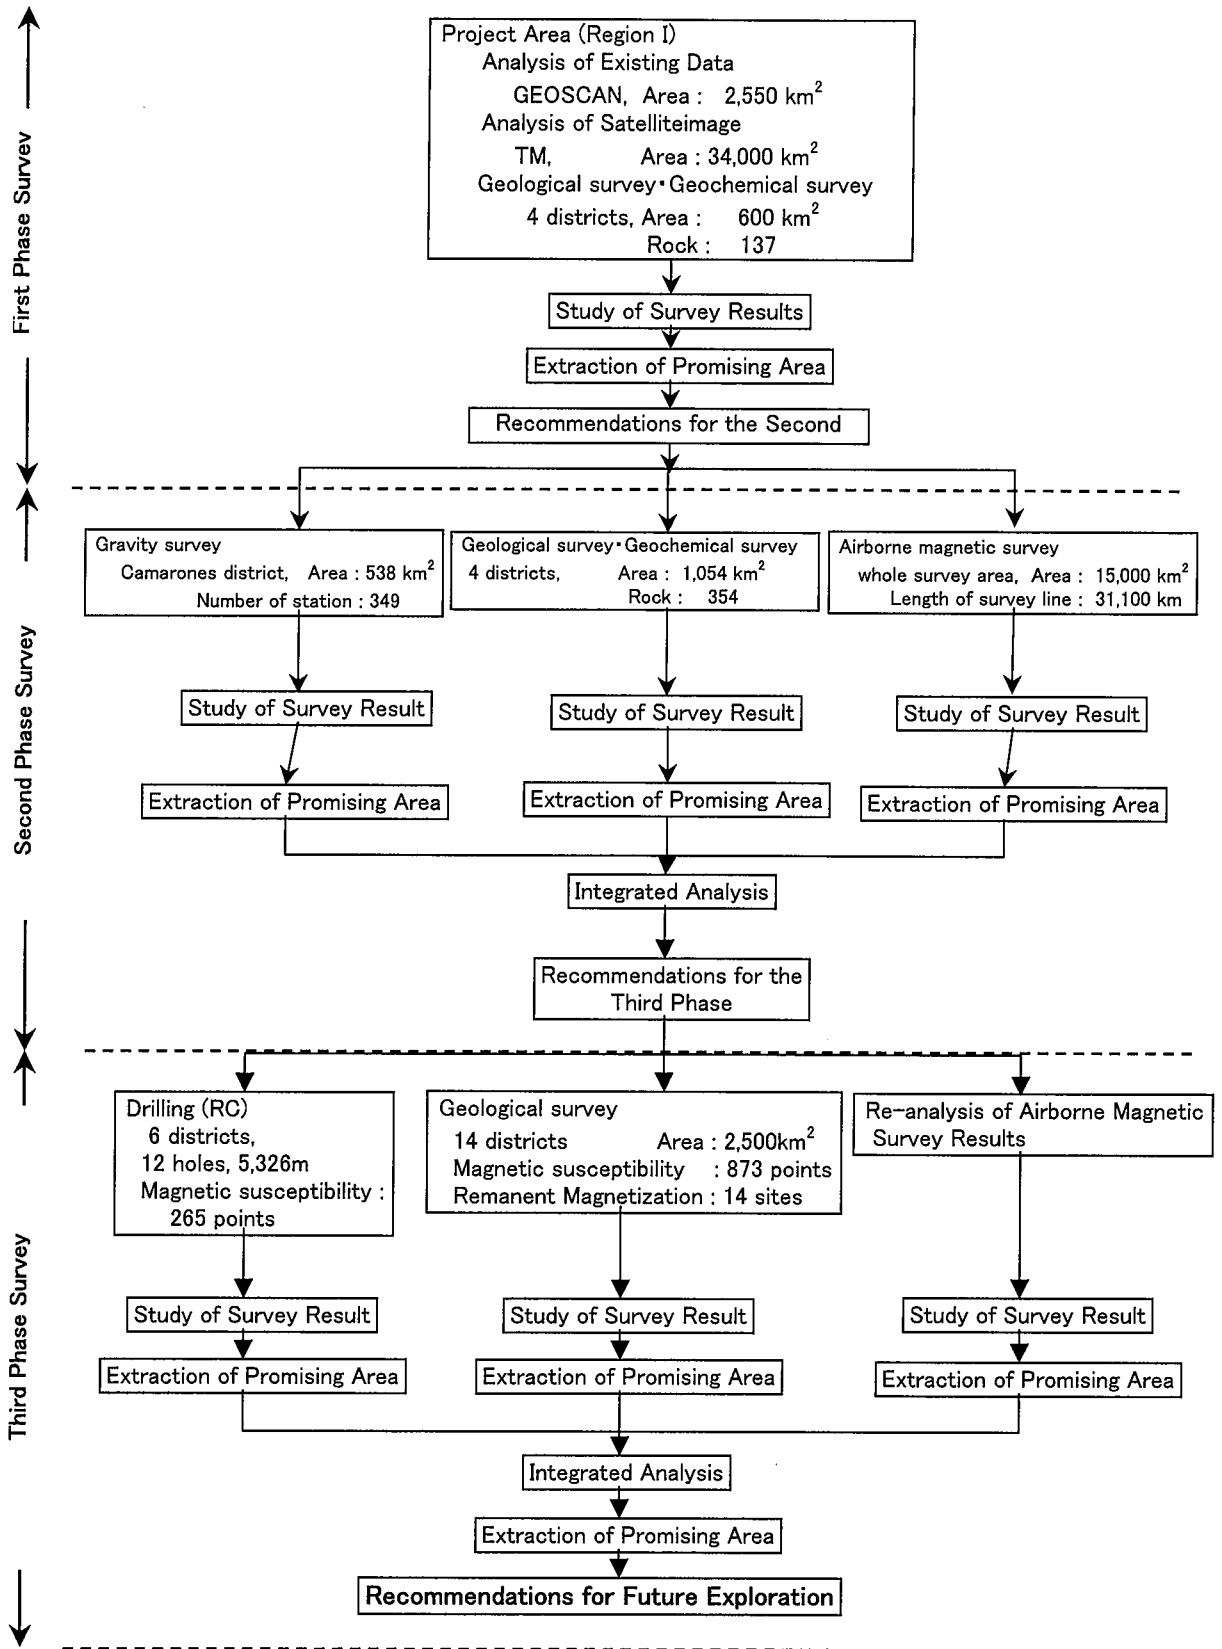 First Phase Survey
Project Area (Region I)
Analysis of Existing Data
GEOSCAN, Area : 2,550 km²
Analysis of Satelliteimage
TM, Area : 34,000 km²
Geological survey・Geochemical survey
4 districts, Area : 600 km²
Rock : 137
Study of Survey Results
Extraction of Promising Area
Recommendations for the Second
Second Phase Survey
Gravity survey
Camarones district, Area : 538 km²
Number of station : 349
Geological survey・Geochemical survey
4 districts, Area : 1,054 km²
Rock : 354
Airborne magnetic survey
whole survey area, Area : 15,000 km²
Length of survey line : 31,100 km
Study of Survey Result
Study of Survey Result
Study of Survey Result
Extraction of Promising Area
Extraction of Promising Area
Extraction of Promising Area
Integrated Analysis
Recommendations for the
Third Phase
Third Phase Survey
Drilling (RC)
6 districts,
12 holes, 5,326m
Magnetic susceptibility :
265 points
Geological survey
14 districts Area : 2,500km²
Magnetic susceptibility : 873 points
Remanent Magnetization : 14 sites
Re-analysis of Airborne Magnetic
Survey Results
Study of Survey Result
Study of Survey Result
Study of Survey Result
Extraction of Promising Area
Extraction of Promising Area
Extraction of Promising Area
Integrated Analysis
Extraction of Promising Area
Recommendations for Future Exploration